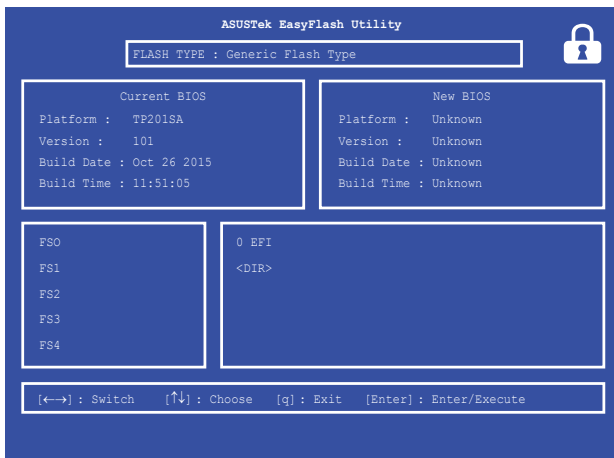 ASUSTek EasyFlash Utility
FLASH TYPE : Generic Flash Type
Current BIOS
Platform : TP201SA
Version : 101
Build Date : Oct 26 2015
Build Time : 11:51:05
New BIOS
Platform : Unknown
Version : Unknown
Build Date : Unknown
Build Time : Unknown
FSO
FS1
FS2
FS3
FS4
0 EFI
<DIR>
[←→] : Switch [↑↓] : Choose [q] : Exit [Enter] : Enter/Execute